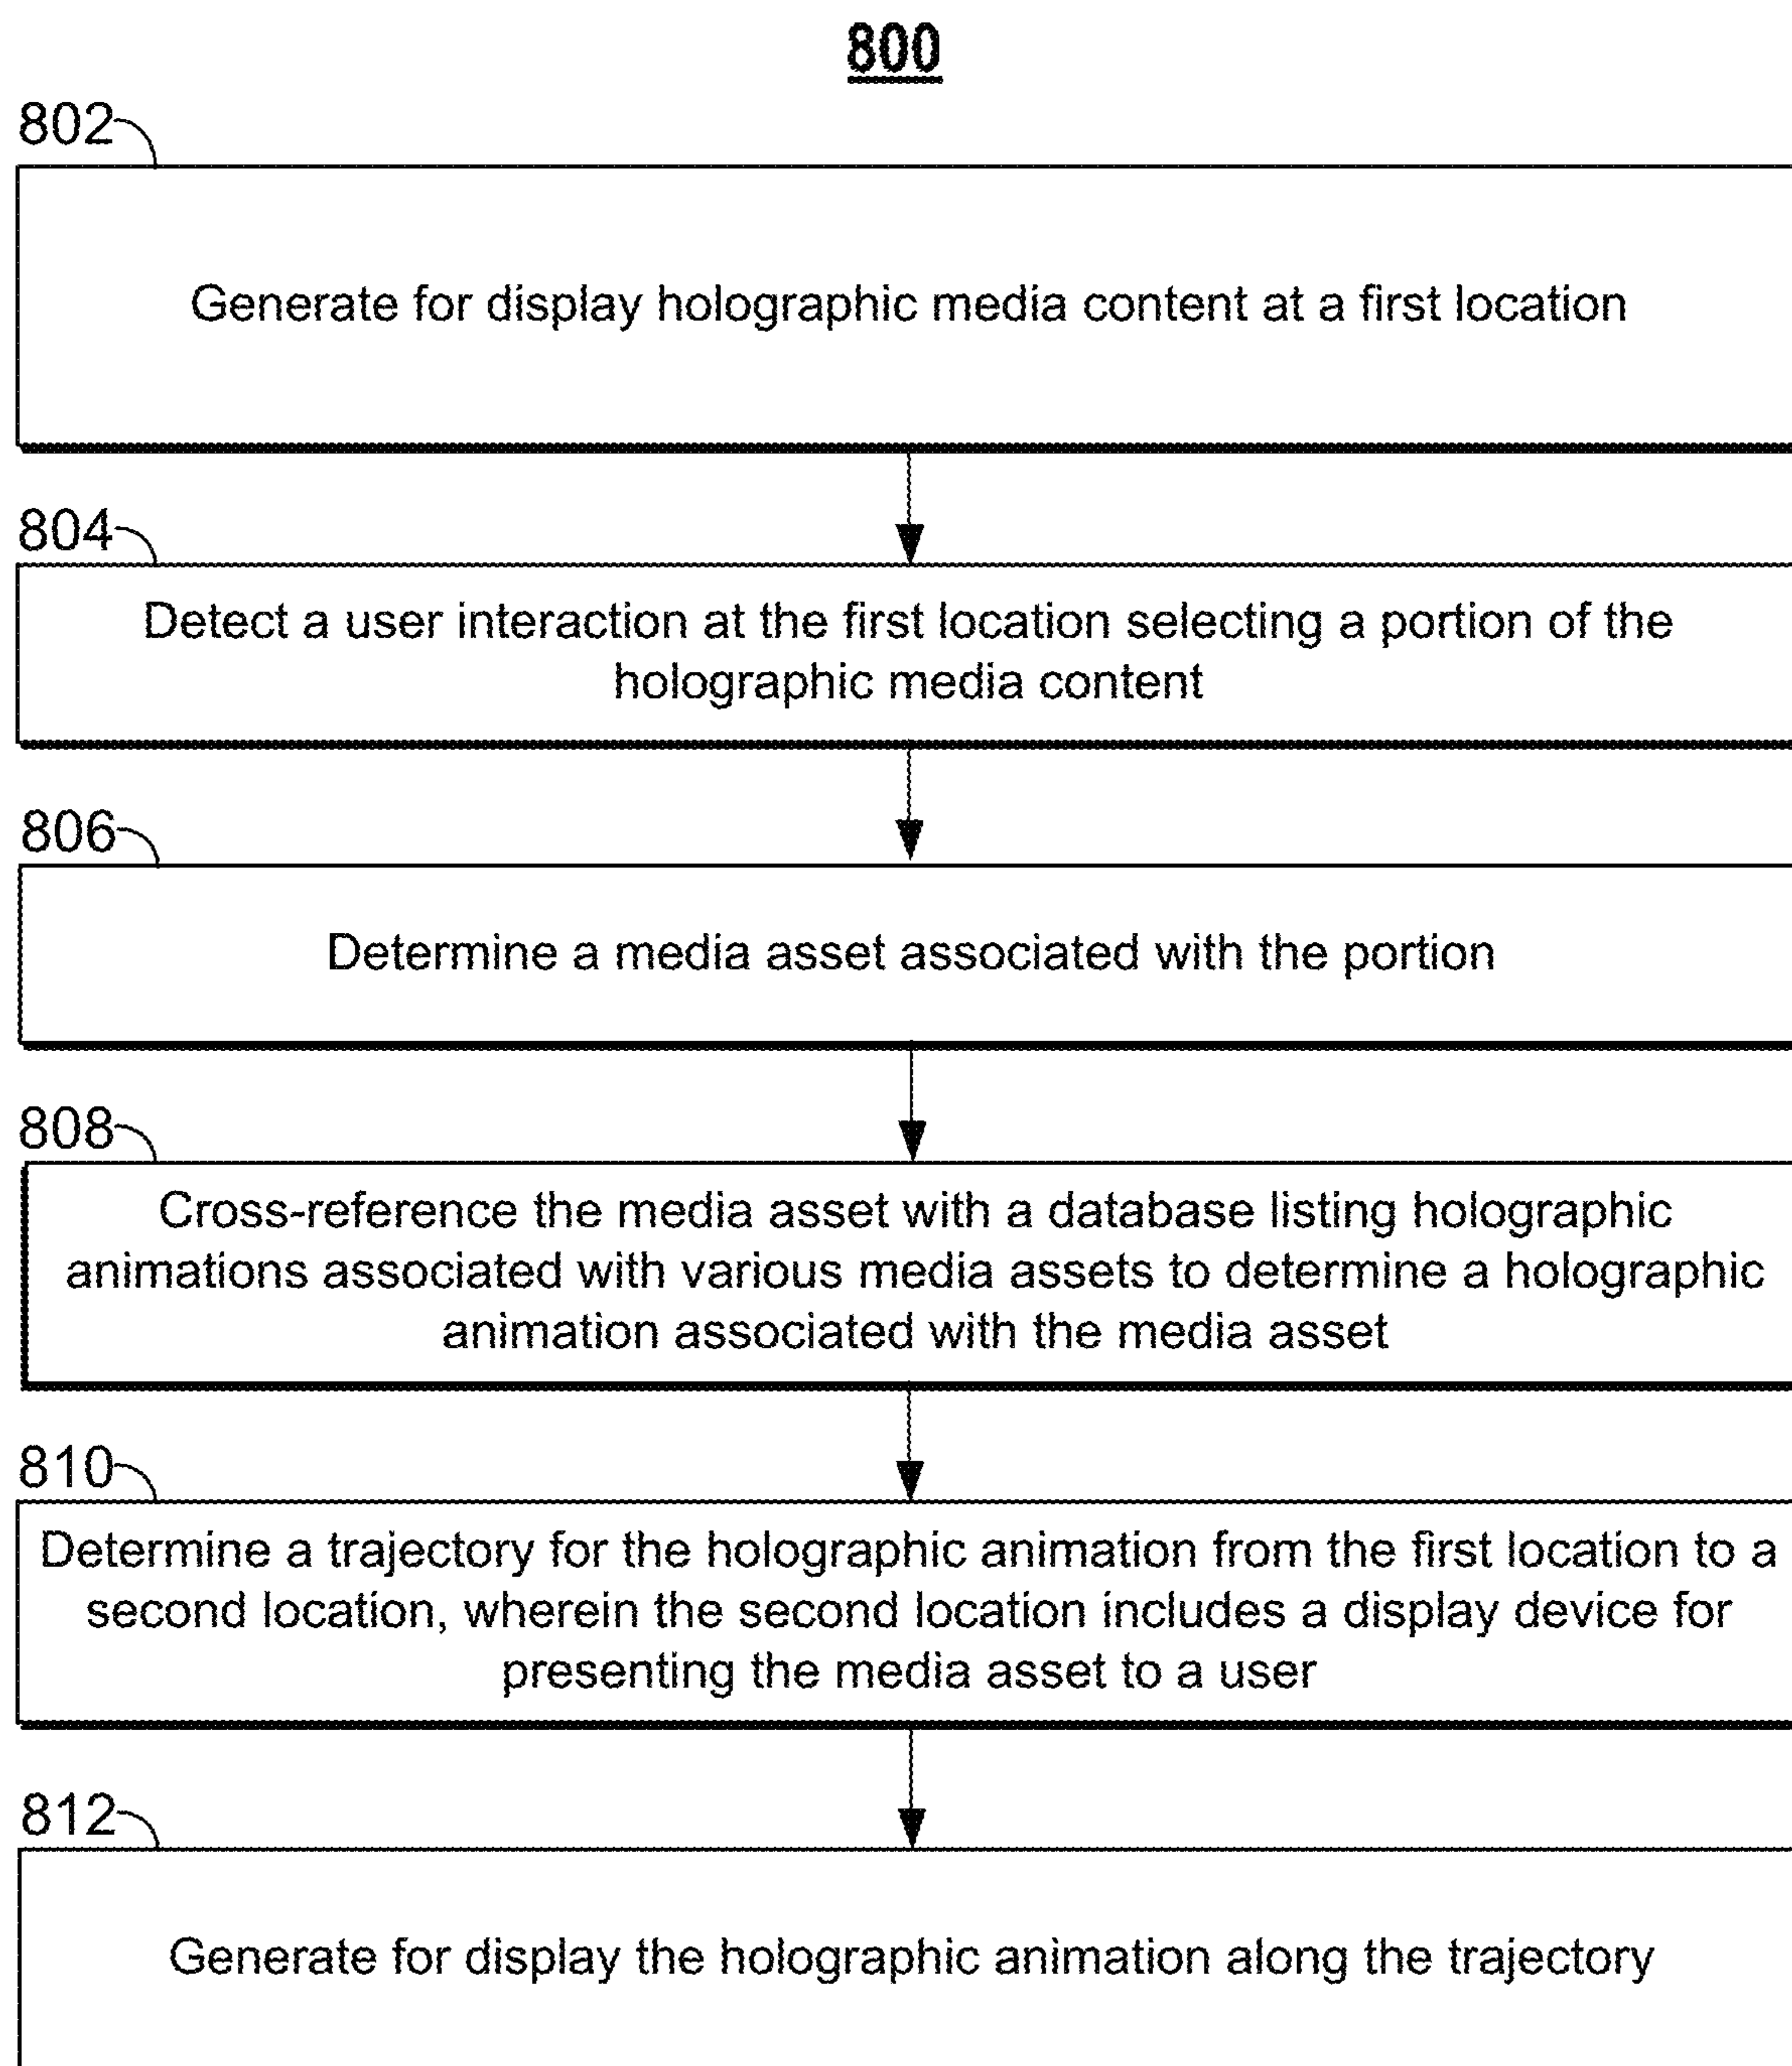 800
802
Generate for display holographic media content at a first location
804
Detect a user interaction at the first location selecting a portion of the
holographic media content
806
Determine a media asset associated with the portion
808
Cross-reference the media asset with a database listing holographic
animations associated with various media assets to determine a holographic
animation associated with the media asset
810
Determine a trajectory for the holographic animation from the first location to a
second location, wherein the second location includes a display device for
presenting the media asset to a user
812
Generate for display the holographic animation along the trajectory